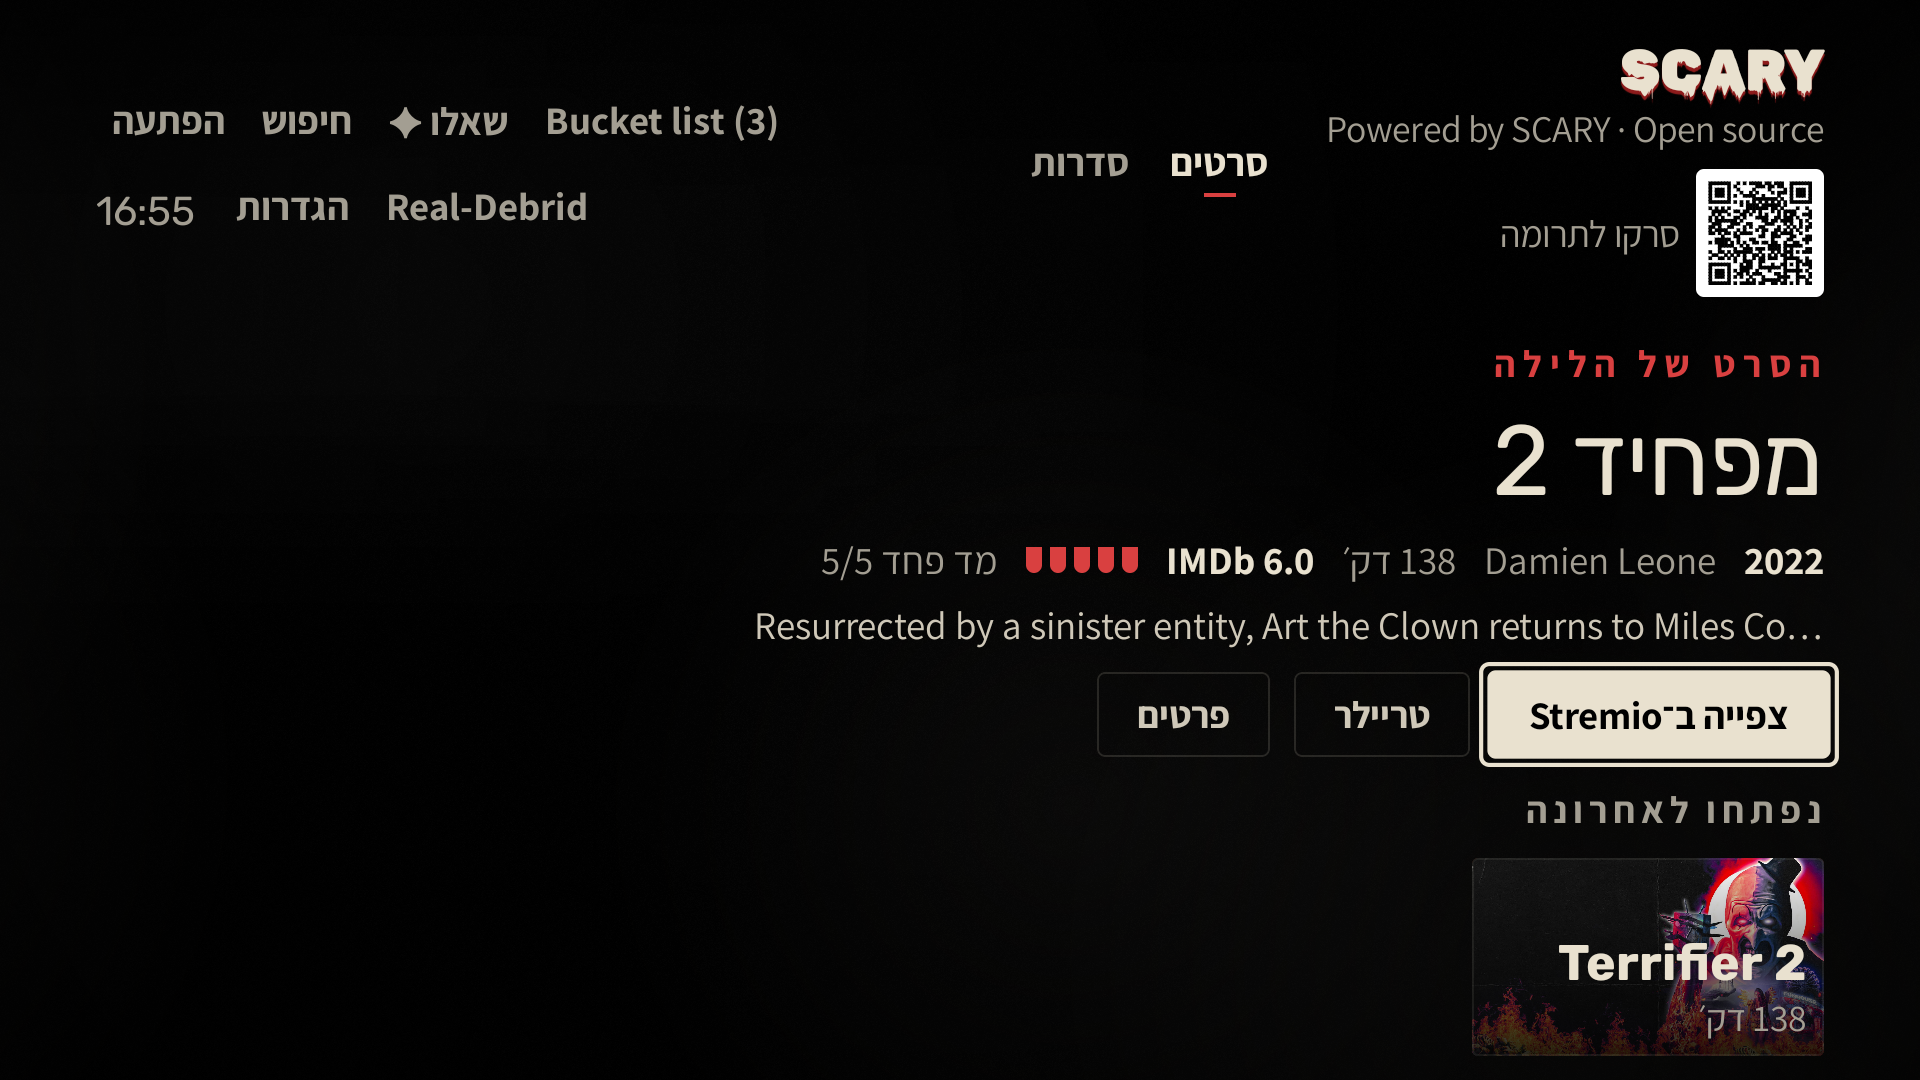 SCARY
Powered by SCARY · Open source
סרקו לתרומה
סרטים סדרות
Bucket list (3) שאלו ✦ חיפוש הפתעה
Real-Debrid הגדרות 16:55
הסרט של הלילה
מפחיד 2
2022 Damien Leone 138 דק׳ IMDb 6.0 מד פחד 5/5
Resurrected by a sinister entity, Art the Clown returns to Miles Co…
צפייה ב־Stremio טריילר פרטים
נפתחו לאחרונה
Terrifier 2
138 דק׳